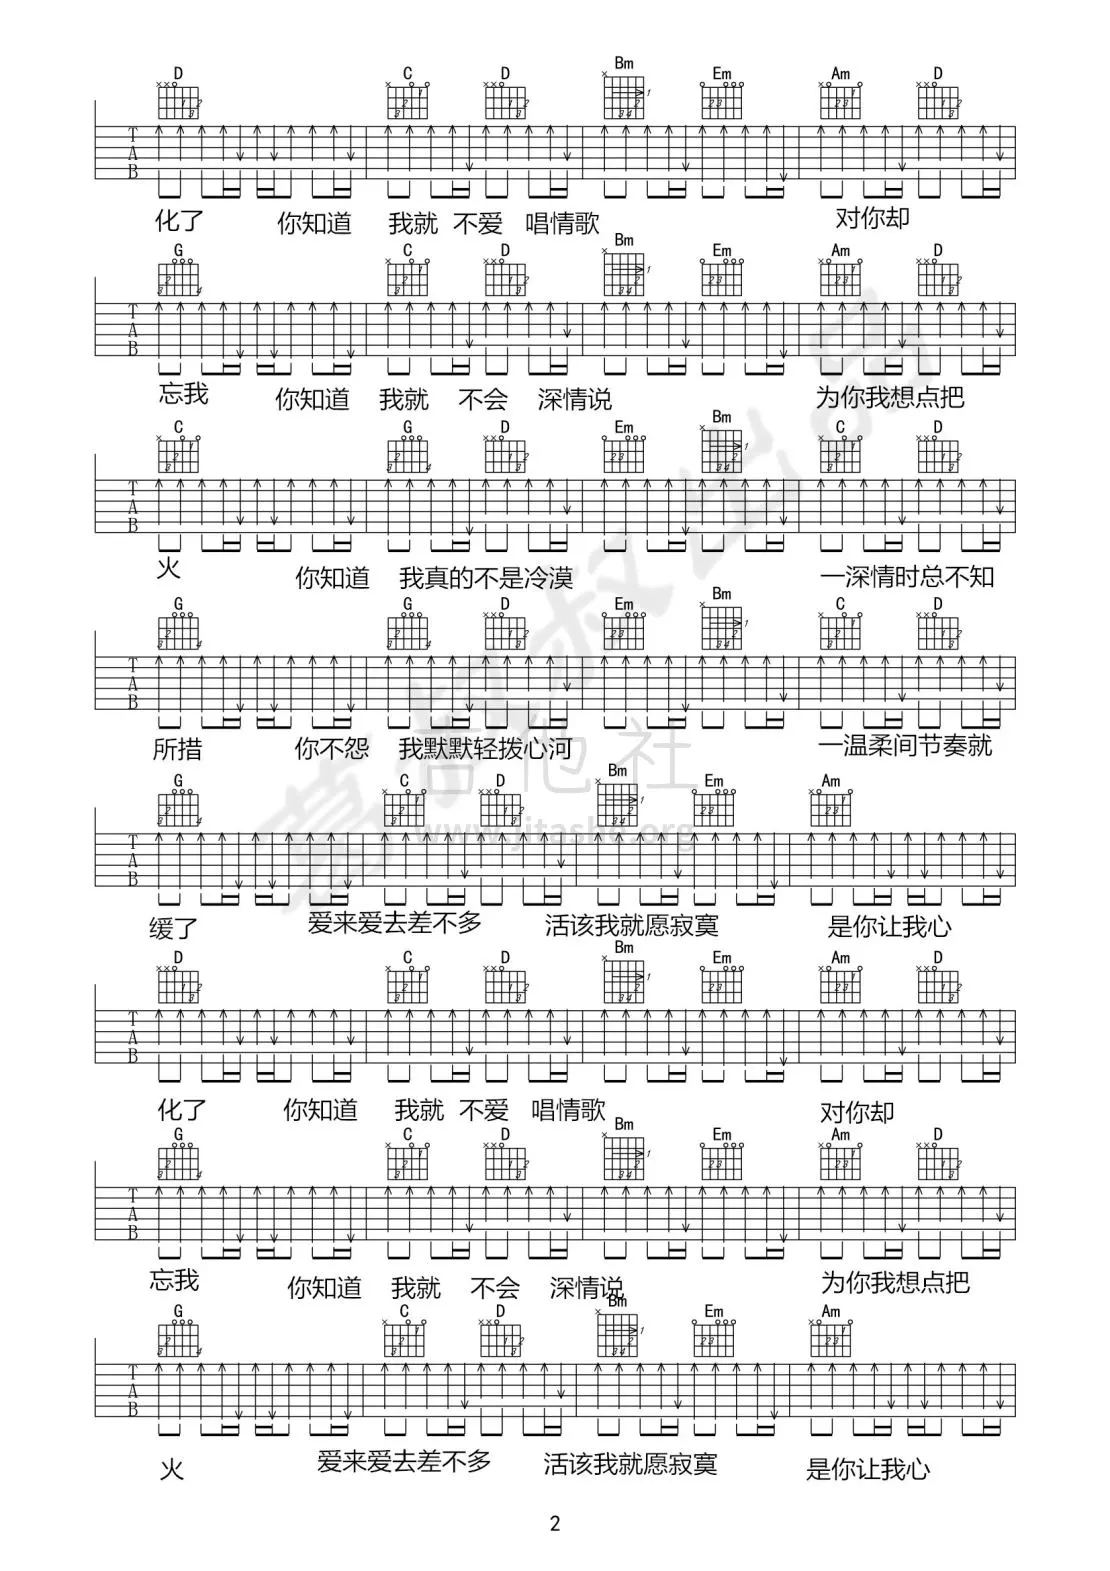 D C D Bm Em Am D
化了 你知道 我就 不爱 唱情歌 对你却
G C D Bm Em Am D
忘我 你知道 我就 不会 深情说 为你我想点把
C G D Em Bm C D
火 你知道 我真的不是冷漠 一深情时总不知
G G D Em Bm C D
所措 你不怨 我默默轻拨心河 一温柔间节奏就
G C D Bm Em Am
缓了 爱来爱去差不多 活该我就愿寂寞 是你让我心
D C D Bm Em Am D
化了 你知道 我就 不爱 唱情歌 对你却
G C D Bm Em Am D
忘我 你知道 我就 不会 深情说 为你我想点把
G C D Bm Em Am
火 爱来爱去差不多 活该我就愿寂寞 是你让我心
2
吉他社
www.jitashe.org